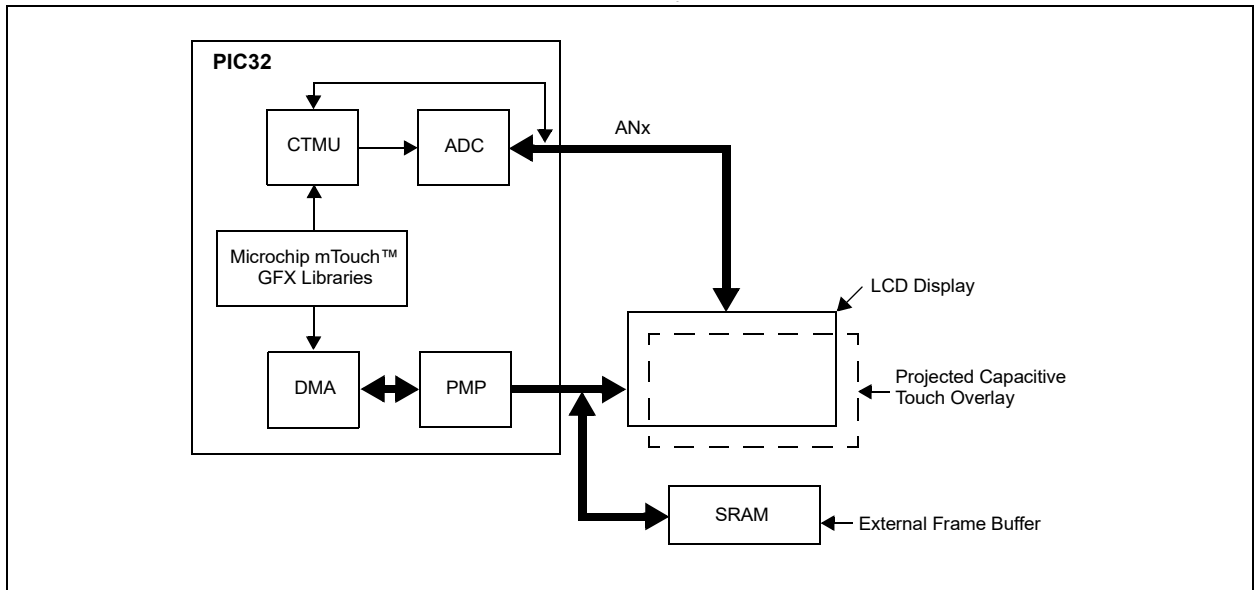 PIC32
CTMU
ADC
ANx
Microchip mTouch™
GFX Libraries
LCD Display
DMA
PMP
Projected Capacitive
Touch Overlay
SRAM
External Frame Buffer